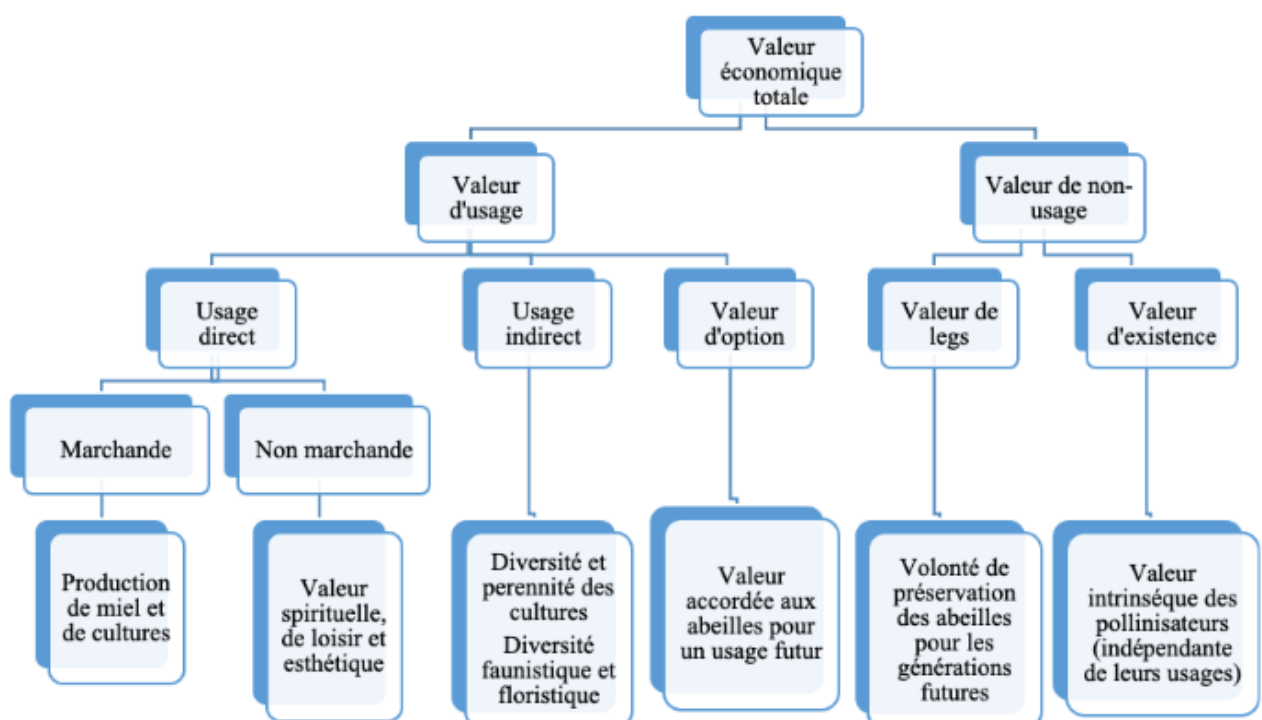 Valeur
économique
totale
Valeur
d'usage
Valeur de non-
usage
Usage
direct
Usage
indirect
Valeur
d'option
Valeur de
legs
Valeur
d'existence
Marchande
Non marchande
Production
de miel et
de cultures
Valeur
spirituelle,
de loisir et
esthétique
Diversité et
perennité des
cultures
Diversité
faunistique et
floristique
Valeur
accordée aux
abeilles pour
un usage futur
Volonté de
préservation
des abeilles
pour les
générations
futures
Valeur
intrinséque des
pollinisateurs
(indépendante
de leurs usages)